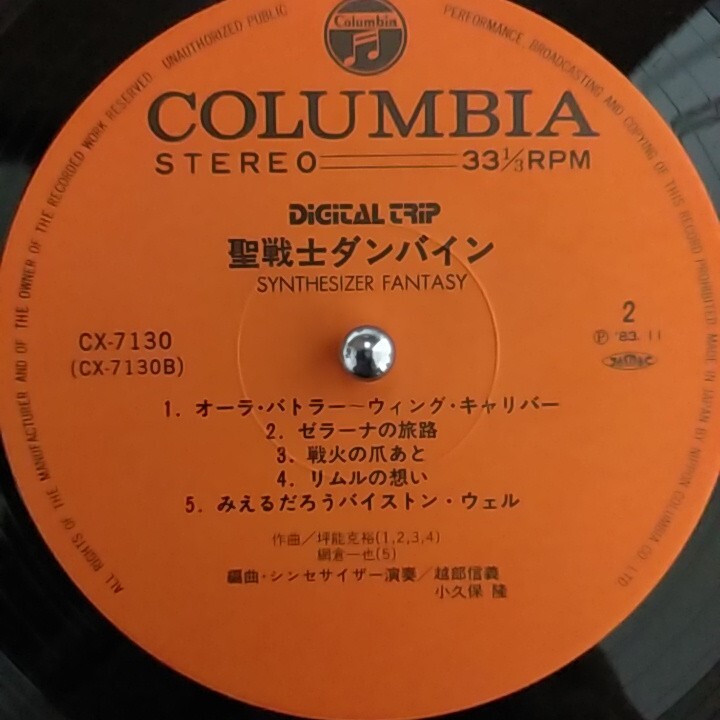 Columbia
ALL RIGHTS OF THE MANUFACTURER AND OF THE OWNER OF THE RECORDED WORK RESERVED. UNAUTHORIZED PUBLIC PERFORMANCE, BROADCASTING AND COPYING OF THIS RECORD PROHIBITED. MADE IN JAPAN BY NIPPON COLUMBIA CO., LTD.
COLUMBIA
STEREO 33⅓RPM
DIGITAL TRIP
聖戦士ダンバイン
SYNTHESIZER FANTASY
CX-7130
(CX-7130B)
2
Ⓟ '83. 11
1. オーラ・バトラー～ウィング・キャリバー
2. ゼラーナの旅路
3. 戦火の爪あと
4. リムルの想い
5. みえるだろうバイストン・ウェル
作曲／坪能克裕(1,2,3,4)
網倉一也(5)
編曲・シンセサイザー演奏／越部信義
小久保 隆